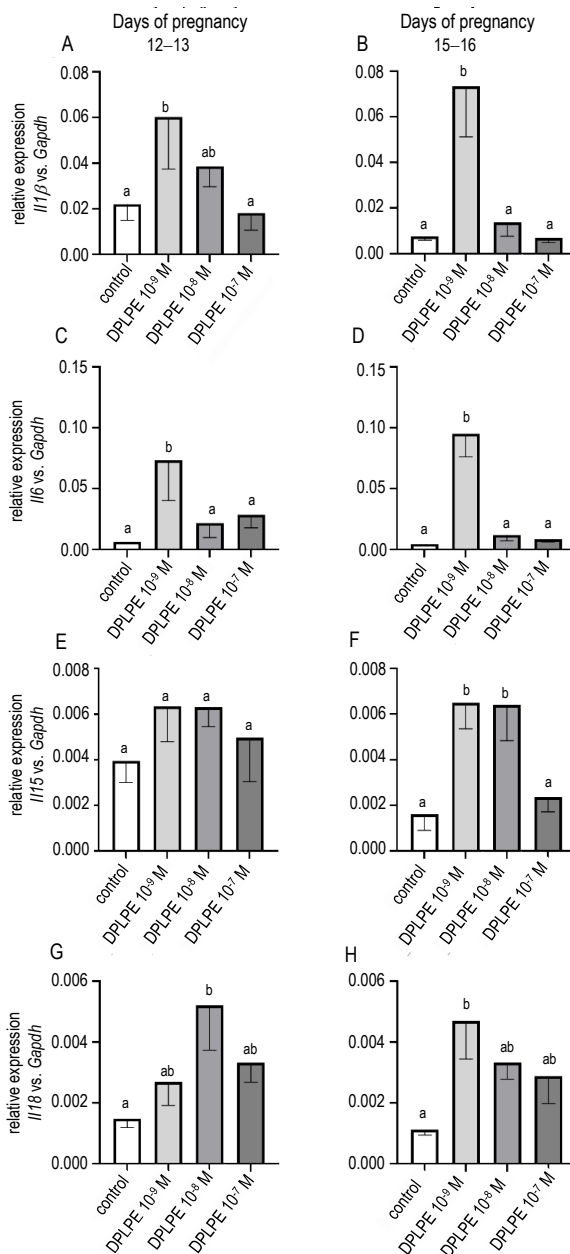 Days of pregnancy
12–13
Days of pregnancy
15–16
A
relative expression
Il1β vs. Gapdh
0.08
0.06
0.04
0.02
0.00
a
b
ab
a
control
DPLPE 10-9 M
DPLPE 10-8 M
DPLPE 10-7 M
B
0.08
0.06
0.04
0.02
0.00
a
b
a
a
control
DPLPE 10-9 M
DPLPE 10-8 M
DPLPE 10-7 M
C
relative expression
Il6 vs. Gapdh
0.15
0.10
0.05
0.00
a
b
a
a
control
DPLPE 10-9 M
DPLPE 10-8 M
DPLPE 10-7 M
D
0.15
0.10
0.05
0.00
a
b
a
a
control
DPLPE 10-9 M
DPLPE 10-8 M
DPLPE 10-7 M
E
relative expression
Il15 vs. Gapdh
0.008
0.006
0.004
0.002
0.000
a
a
a
a
control
DPLPE 10-9 M
DPLPE 10-8 M
DPLPE 10-7 M
F
0.008
0.006
0.004
0.002
0.000
a
b
b
a
control
DPLPE 10-9 M
DPLPE 10-8 M
DPLPE 10-7 M
G
relative expression
Il18 vs. Gapdh
0.006
0.004
0.002
0.000
a
ab
b
ab
control
DPLPE 10-9 M
DPLPE 10-8 M
DPLPE 10-7 M
H
0.006
0.004
0.002
0.000
a
b
ab
ab
control
DPLPE 10-9 M
DPLPE 10-8 M
DPLPE 10-7 M